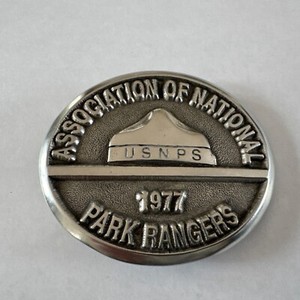 ASSOCIATION OF NATIONAL
USNPS
1977
PARK RANGERS